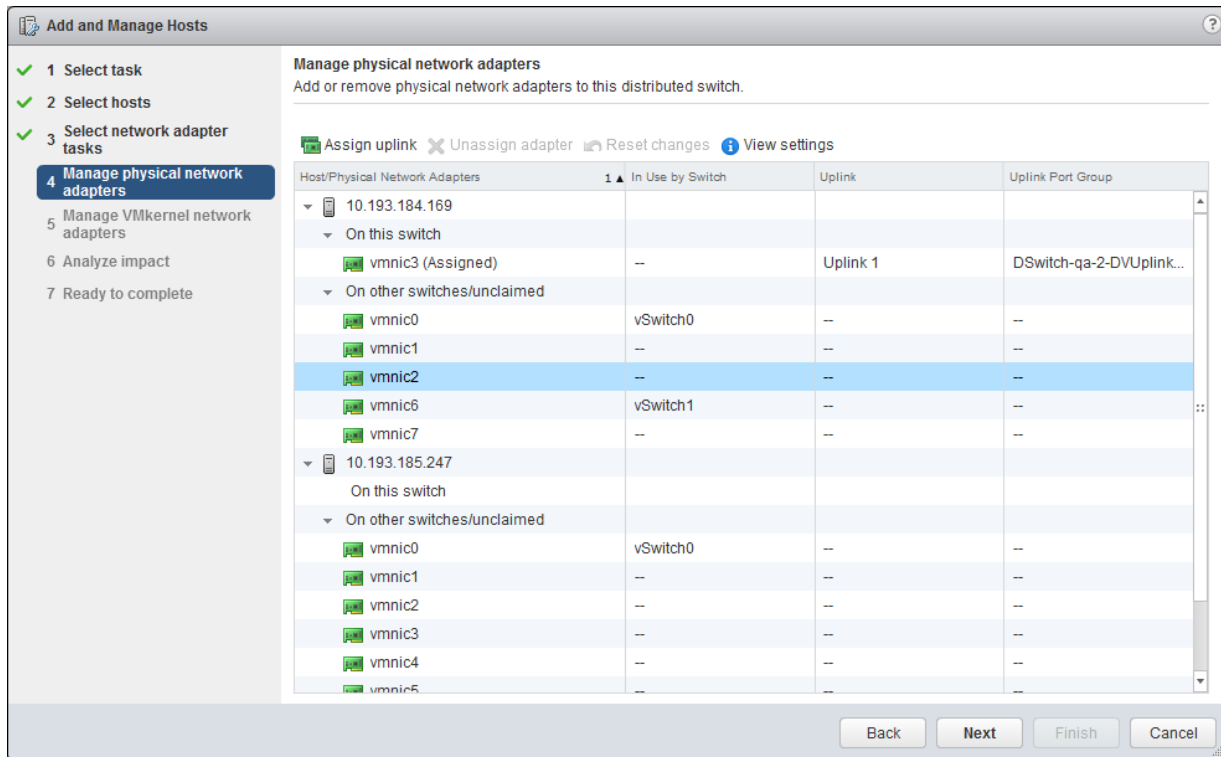 Add and Manage Hosts
?
1 Select task
2 Select hosts
3 Select network adapter
tasks
4 Manage physical network
adapters
5 Manage VMkernel network
adapters
6 Analyze impact
7 Ready to complete
Manage physical network adapters
Add or remove physical network adapters to this distributed switch.
Assign uplink Unassign adapter Reset changes View settings
Host/Physical Network Adapters 1 ▲ In Use by Switch Uplink Uplink Port Group
10.193.184.169
On this switch
vmnic3 (Assigned) -- Uplink 1 DSwitch-qa-2-DVUplink...
On other switches/unclaimed
vmnic0 vSwitch0 -- --
vmnic1 -- -- --
vmnic2 -- -- --
vmnic6 vSwitch1 -- --
vmnic7 -- -- --
10.193.185.247
On this switch
On other switches/unclaimed
vmnic0 vSwitch0 -- --
vmnic1 -- -- --
vmnic2 -- -- --
vmnic3 -- -- --
vmnic4 -- -- --
vmnic5 -- -- --
Back Next Finish Cancel